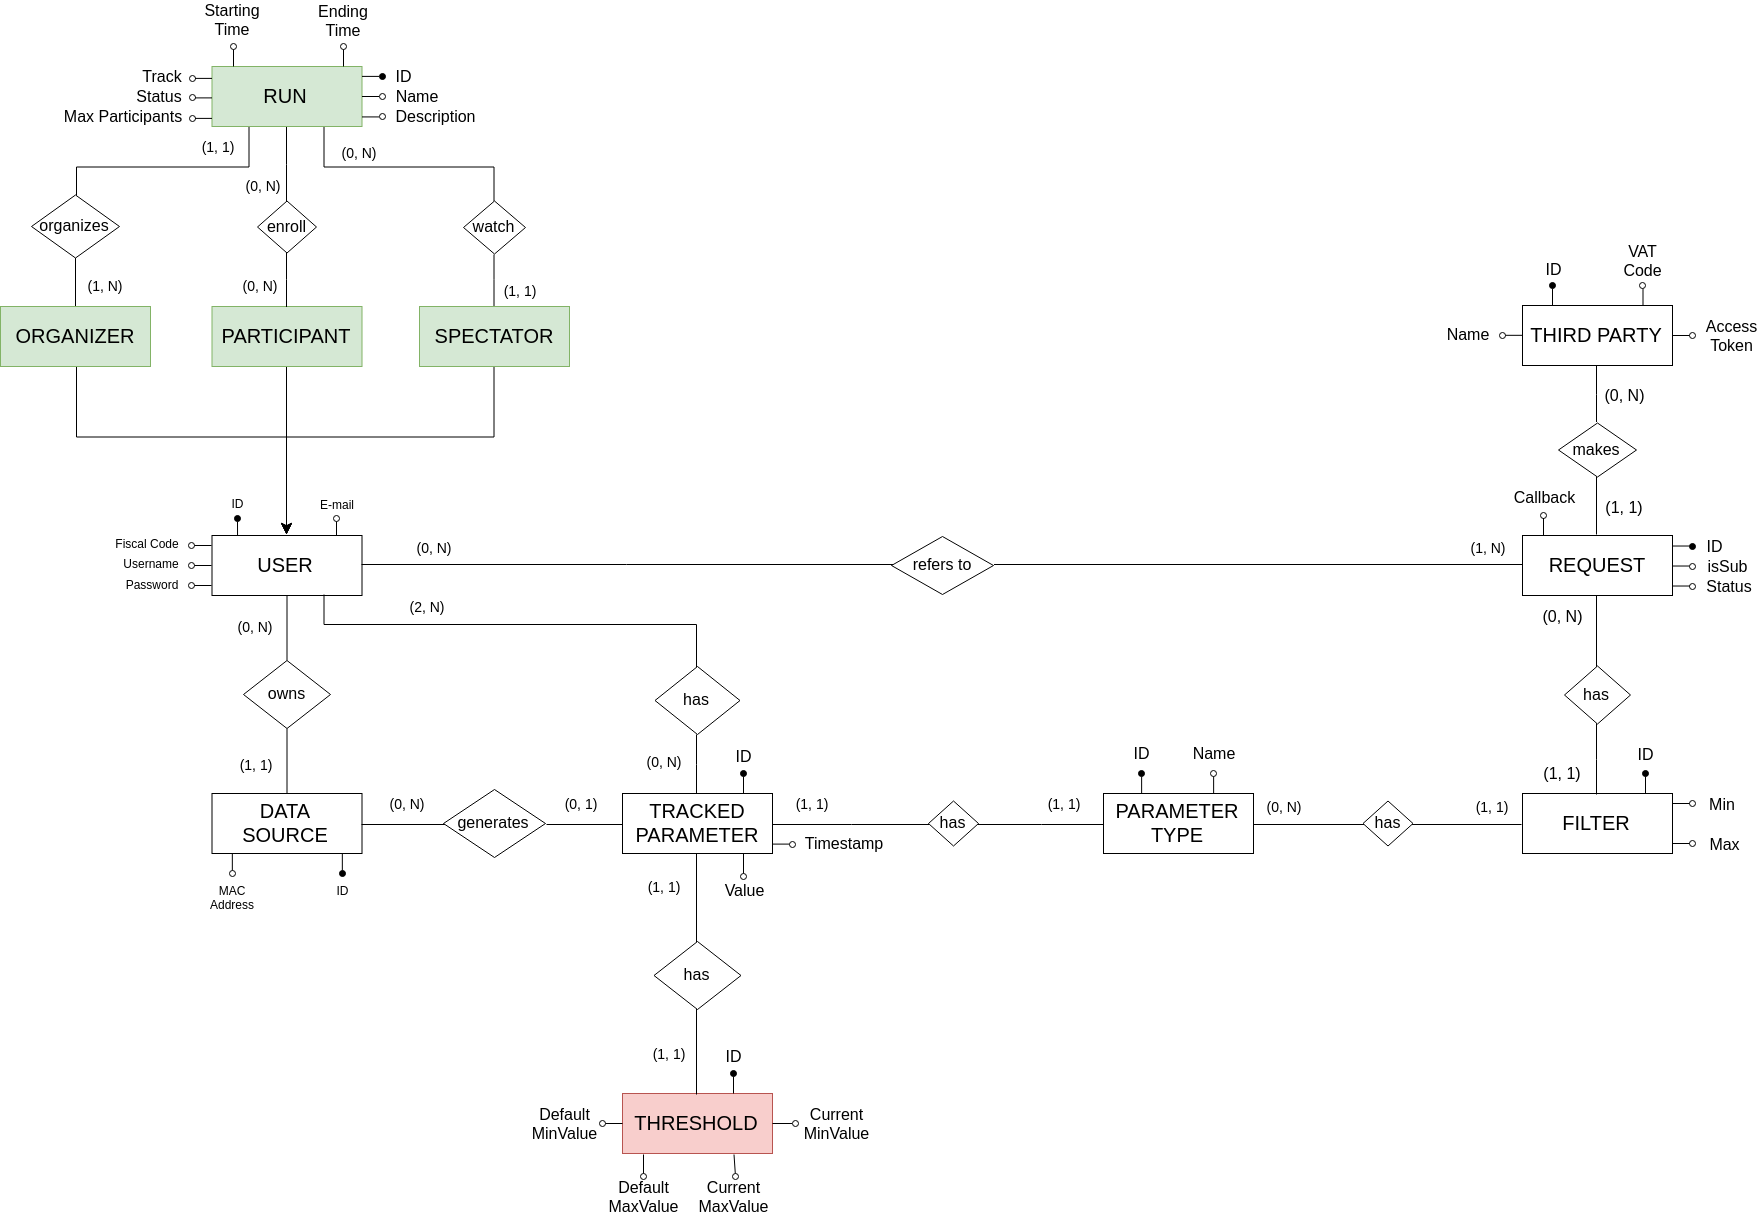 Starting
Time
Ending
Time
Track
Status
Max Participants
RUN
ID
Name
Description
(1, 1)
(0, N)
(0, N)
organizes
enroll
watch
(1, N)
(0, N)
(1, 1)
ORGANIZER
PARTICIPANT
SPECTATOR
ID
VAT
Code
Name
THIRD PARTY
Access
Token
(0, N)
makes
(1, 1)
Callback
ID
E-mail
Fiscal Code
Username
Password
USER
(0, N)
refers to
(1, N)
REQUEST
ID
isSub
Status
(0, N)
(2, N)
(0, N)
owns
has
has
(1, 1)
(0, N)
ID
ID
Name
(1, 1)
ID
DATA
SOURCE
(0, N)
generates
(0, 1)
TRACKED
PARAMETER
(1, 1)
has
(1, 1)
PARAMETER
TYPE
(0, N)
has
(1, 1)
FILTER
Min
Max
Timestamp
MAC
Address
ID
(1, 1)
Value
has
(1, 1)
ID
Default
MinValue
THRESHOLD
Current
MinValue
Default
MaxValue
Current
MaxValue